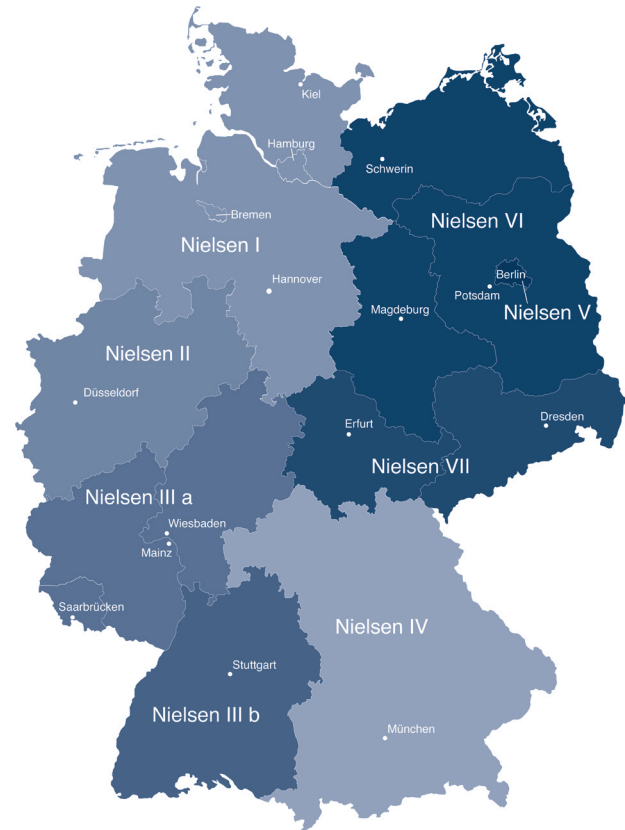 Kiel
Hamburg
Schwerin
Bremen
Nielsen VI
Nielsen I
Berlin
Hannover
Potsdam
Magdeburg
Nielsen V
Nielsen II
Düsseldorf
Dresden
Erfurt
Nielsen VII
Nielsen III a
Wiesbaden
Mainz
Saarbrücken
Nielsen IV
Stuttgart
Nielsen III b
München